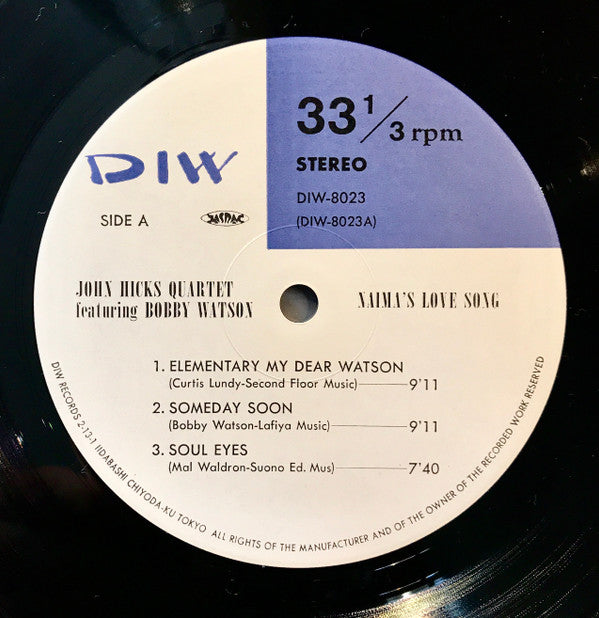 33 1/3 rpm
STEREO
DIW-8023
(DIW-8023A)
DIW
SIDE A
JASRAC
JOHN HICKS QUARTET
featuring BOBBY WATSON
NAIMA'S LOVE SONG
1. ELEMENTARY MY DEAR WATSON
(Curtis Lundy-Second Floor Music) 9'11
2. SOMEDAY SOON
(Bobby Watson-Lafiya Music) 9'11
3. SOUL EYES
(Mal Waldron-Suono Ed. Mus) 7'40
DIW RECORDS 2-13-1 IIDABASHI CHIYODA-KU TOKYO ALL RIGHTS OF THE MANUFACTURER AND OF THE OWNER OF THE RECORDED WORK RESERVED